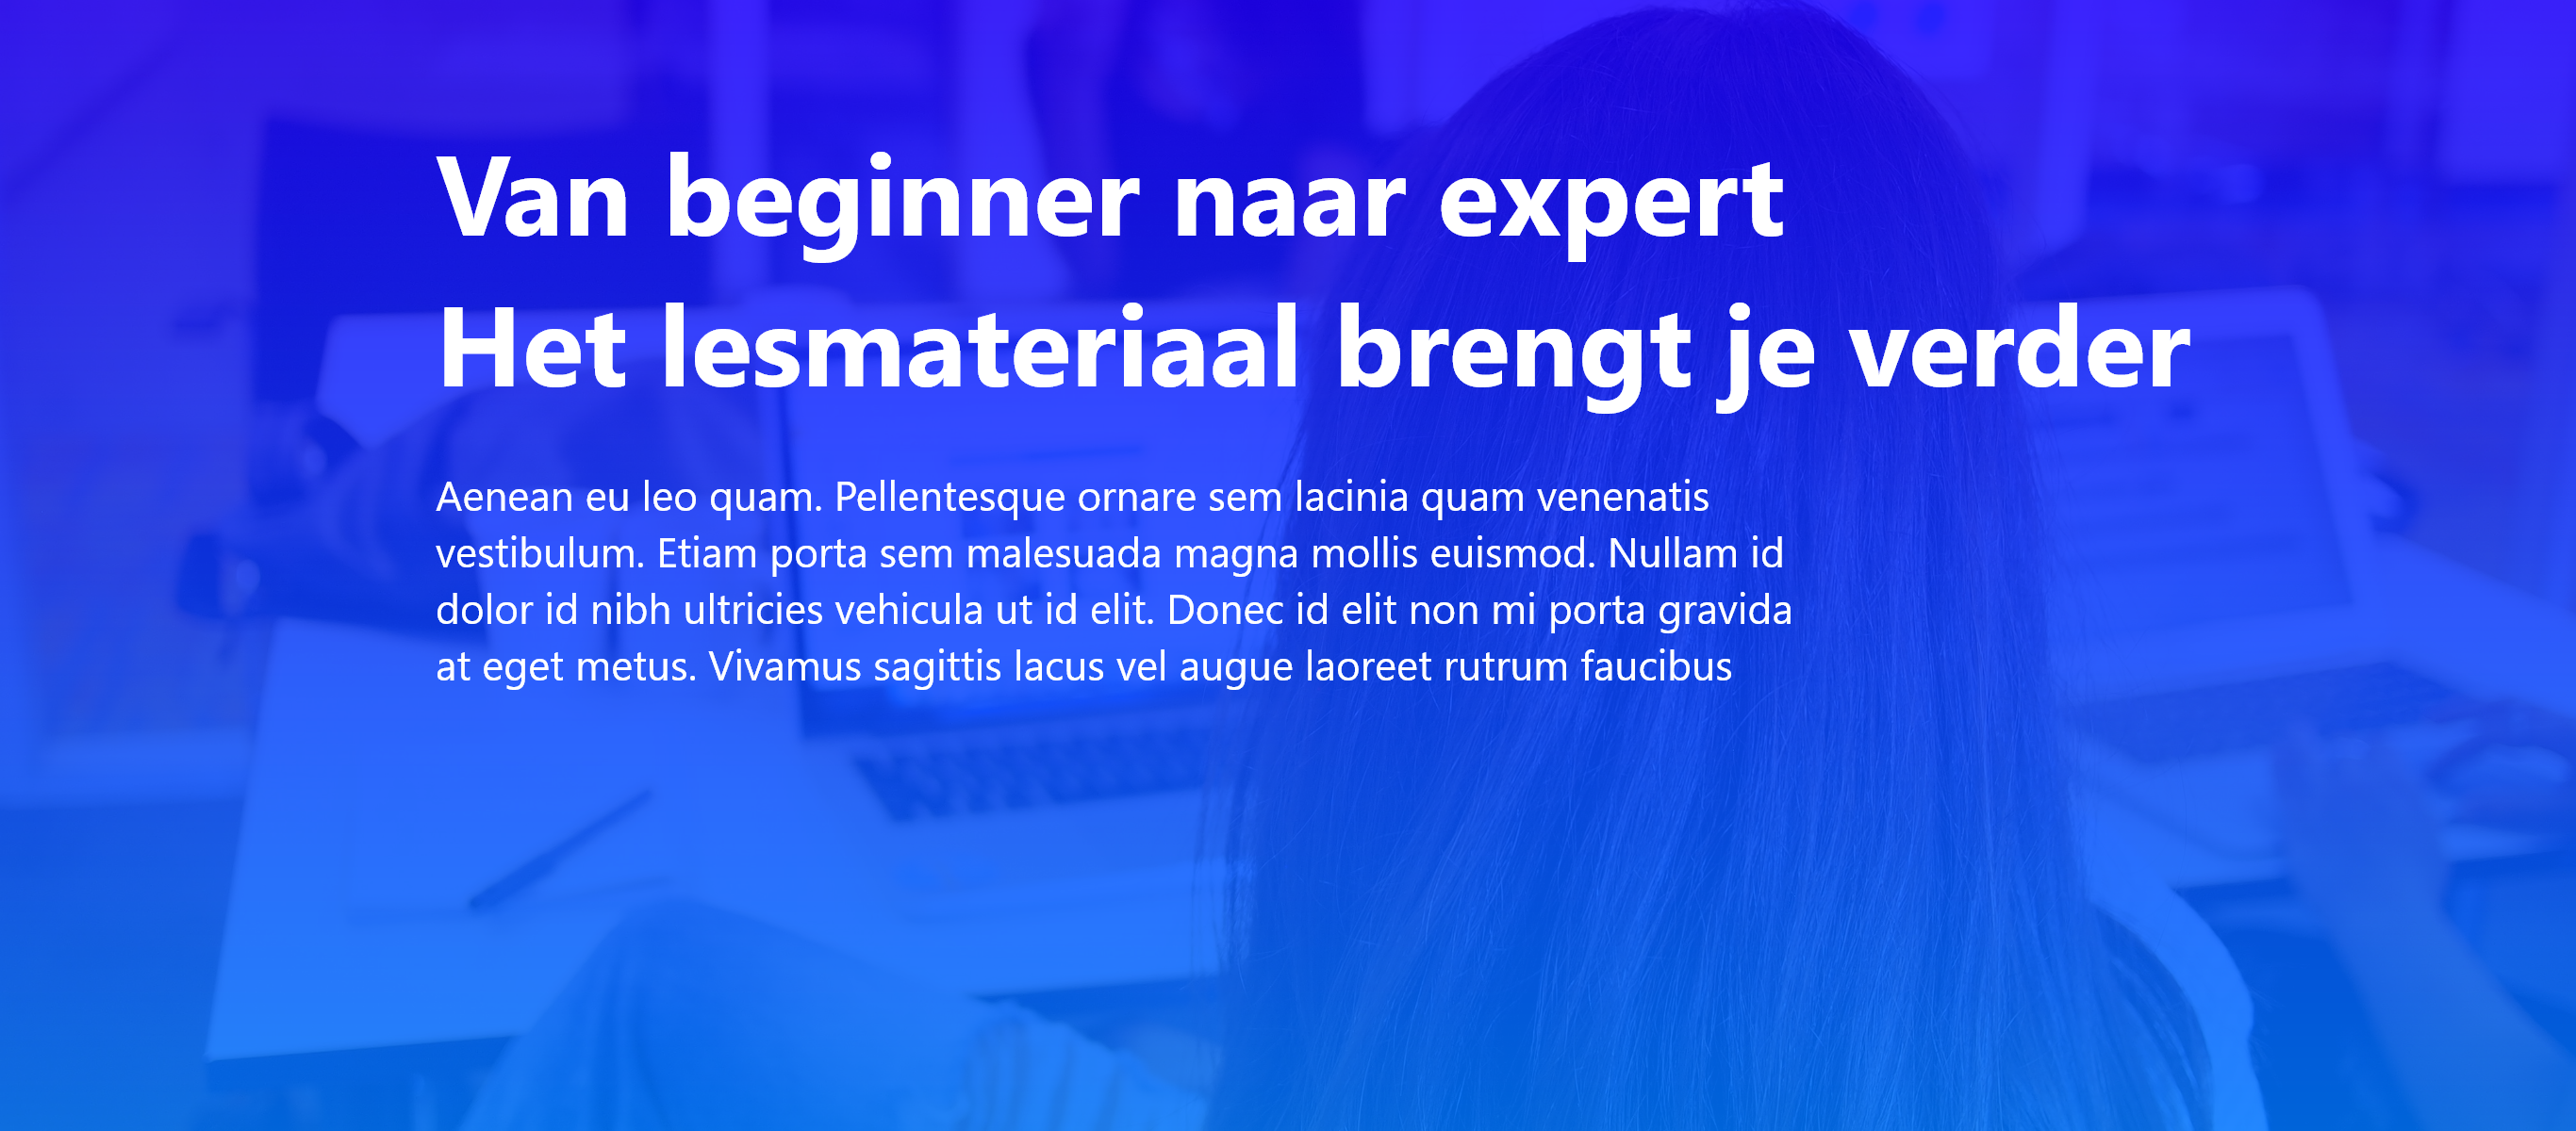 Van beginner naar expert
Het lesmateriaal brengt je verder
Aenean eu leo quam. Pellentesque ornare sem lacinia quam venenatis
vestibulum. Etiam porta sem malesuada magna mollis euismod. Nullam id
dolor id nibh ultricies vehicula ut id elit. Donec id elit non mi porta gravida
at eget metus. Vivamus sagittis lacus vel augue laoreet rutrum faucibus